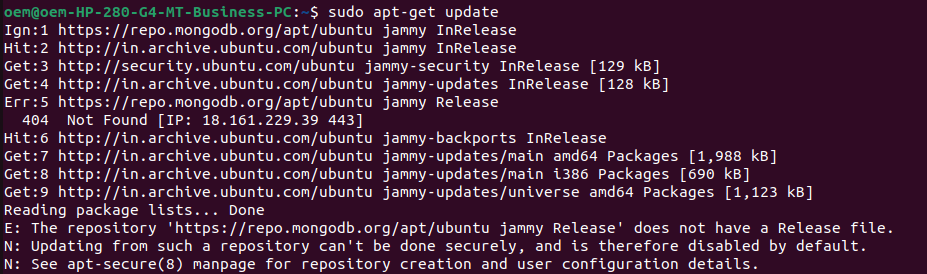 oem@oem-HP-280-G4-MT-Business-PC:~$ sudo apt-get update
Ign:1 https://repo.mongodb.org/apt/ubuntu jammy InRelease
Hit:2 http://in.archive.ubuntu.com/ubuntu jammy InRelease
Get:3 http://security.ubuntu.com/ubuntu jammy-security InRelease [129 kB]
Get:4 http://in.archive.ubuntu.com/ubuntu jammy-updates InRelease [128 kB]
Err:5 https://repo.mongodb.org/apt/ubuntu jammy Release
  404  Not Found [IP: 18.161.229.39 443]
Hit:6 http://in.archive.ubuntu.com/ubuntu jammy-backports InRelease
Get:7 http://in.archive.ubuntu.com/ubuntu jammy-updates/main amd64 Packages [1,988 kB]
Get:8 http://in.archive.ubuntu.com/ubuntu jammy-updates/main i386 Packages [690 kB]
Get:9 http://in.archive.ubuntu.com/ubuntu jammy-updates/universe amd64 Packages [1,123 kB]
Reading package lists... Done
E: The repository 'https://repo.mongodb.org/apt/ubuntu jammy Release' does not have a Release file.
N: Updating from such a repository can't be done securely, and is therefore disabled by default.
N: See apt-secure(8) manpage for repository creation and user configuration details.